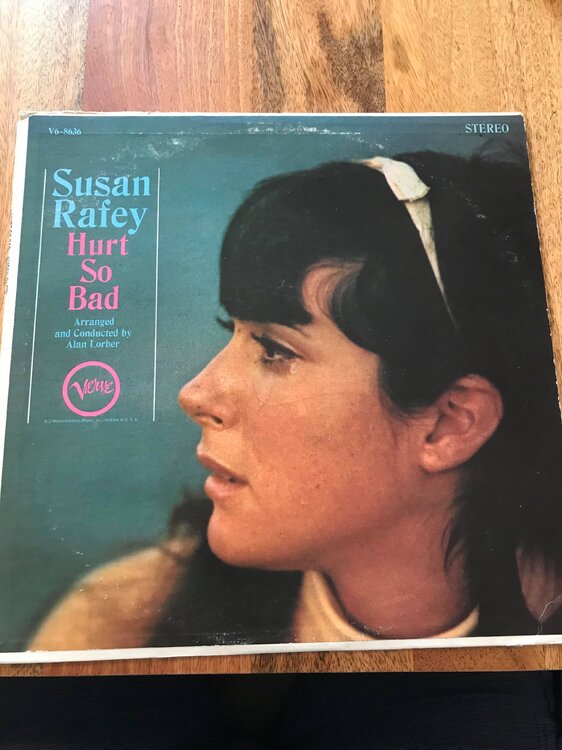 V6-8636
STEREO
Susan
Rafey
Hurt
So
Bad
Arranged
and Conducted by
Alan Lorber
Verve